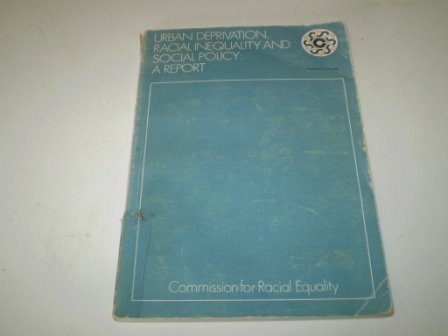 URBAN DEPRIVATION,
RACIAL INEQUALITY AND
SOCIAL POLICY:
A REPORT
Commission for Racial Equality